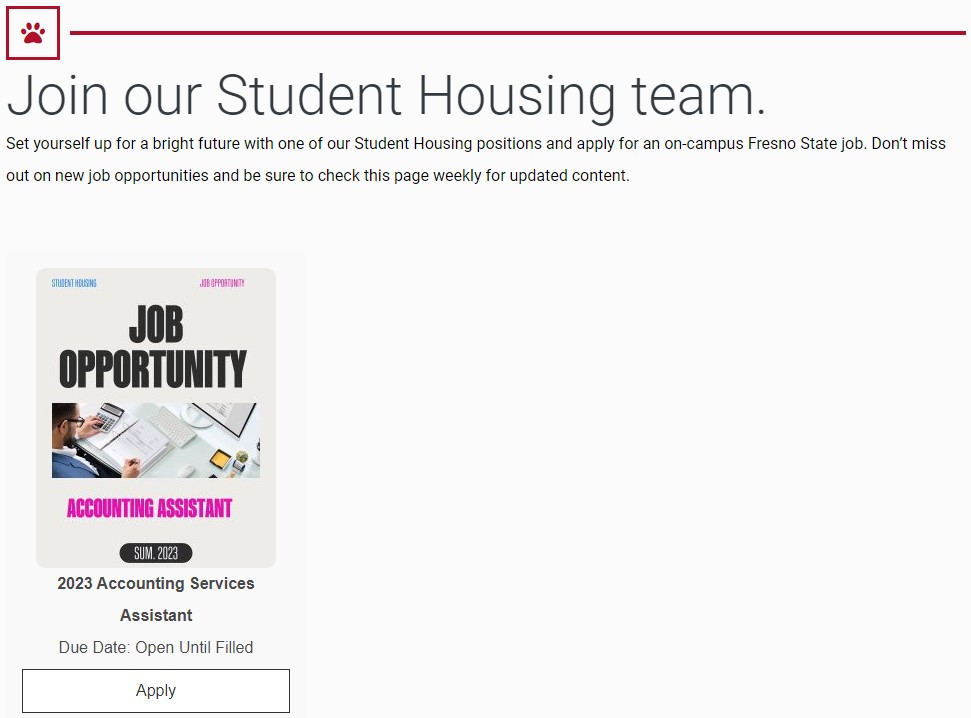 Join our Student Housing team.
Set yourself up for a bright future with one of our Student Housing positions and apply for an on-campus Fresno State job. Don’t miss
out on new job opportunities and be sure to check this page weekly for updated content.
STUDENT HOUSING
JOB OPPORTUNITY
JOB
OPPORTUNITY
ACCOUNTING ASSISTANT
SUM. 2023
2023 Accounting Services
Assistant
Due Date: Open Until Filled
Apply